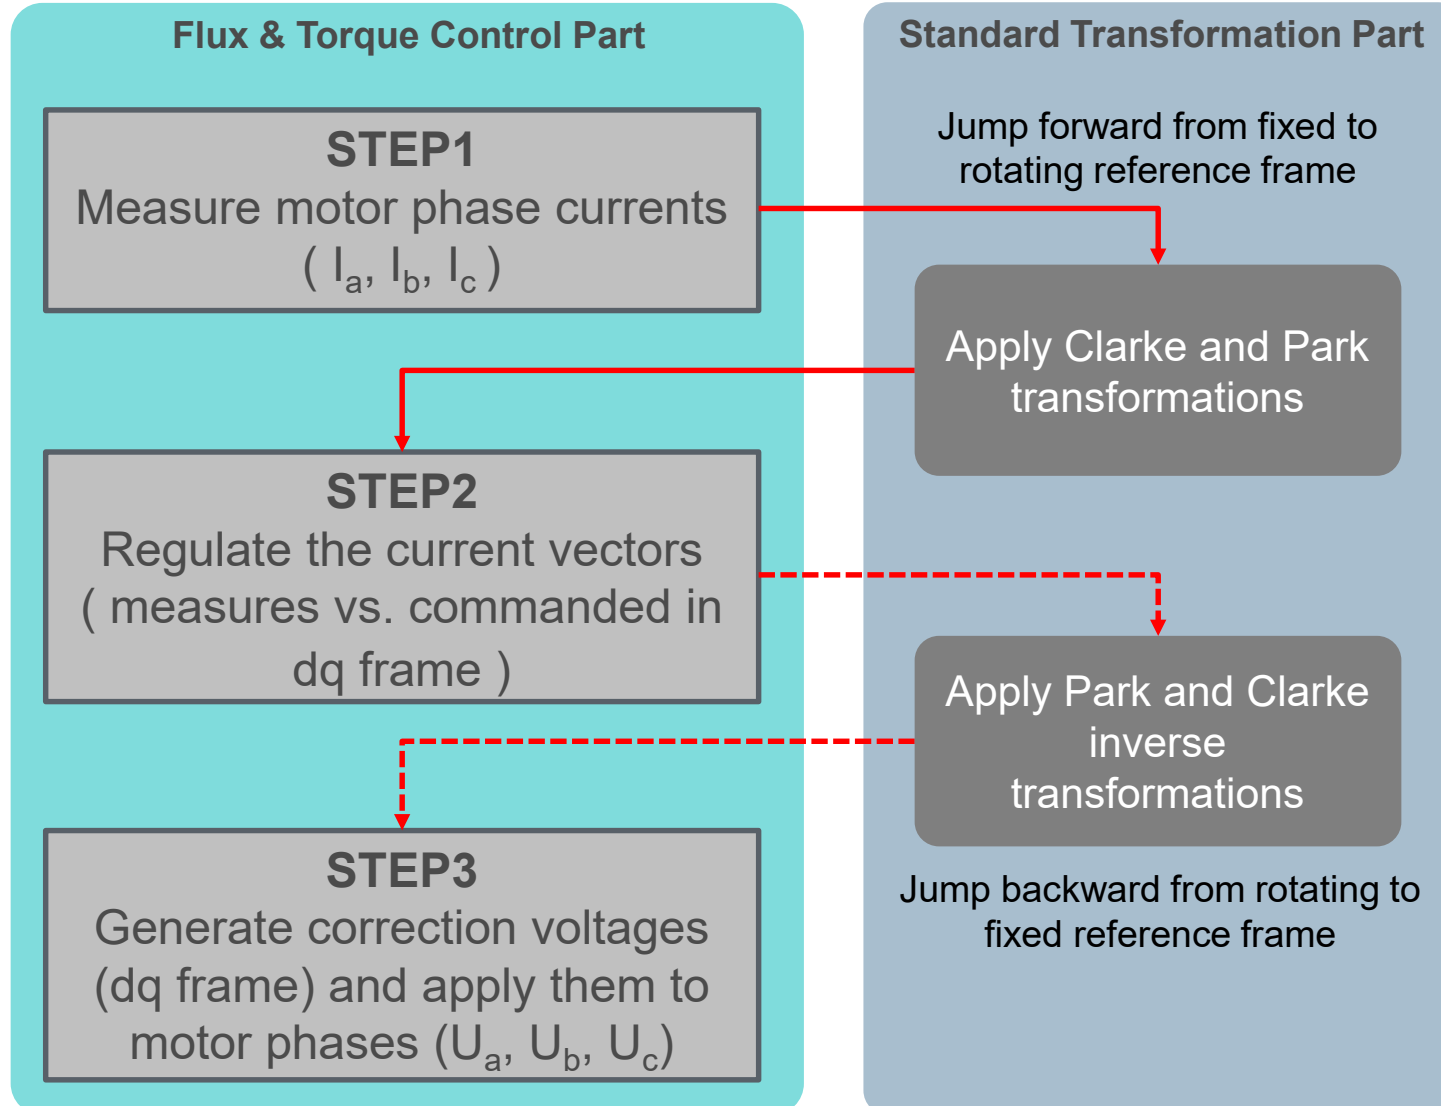 Flux & Torque Control Part
STEP1
Measure motor phase currents
( Ia, Ib, Ic )
STEP2
Regulate the current vectors
( measures vs. commanded in
dq frame )
STEP3
Generate correction voltages
(dq frame) and apply them to
motor phases (Ua, Ub, Uc)
Standard Transformation Part
Jump forward from fixed to
rotating reference frame
Apply Clarke and Park
transformations
Apply Park and Clarke
inverse
transformations
Jump backward from rotating to
fixed reference frame